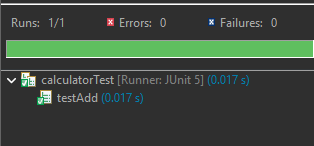 Runs: 1/1 Errors: 0 Failures: 0
calculatorTest [Runner: JUnit 5] (0.017 s)
testAdd (0.017 s)